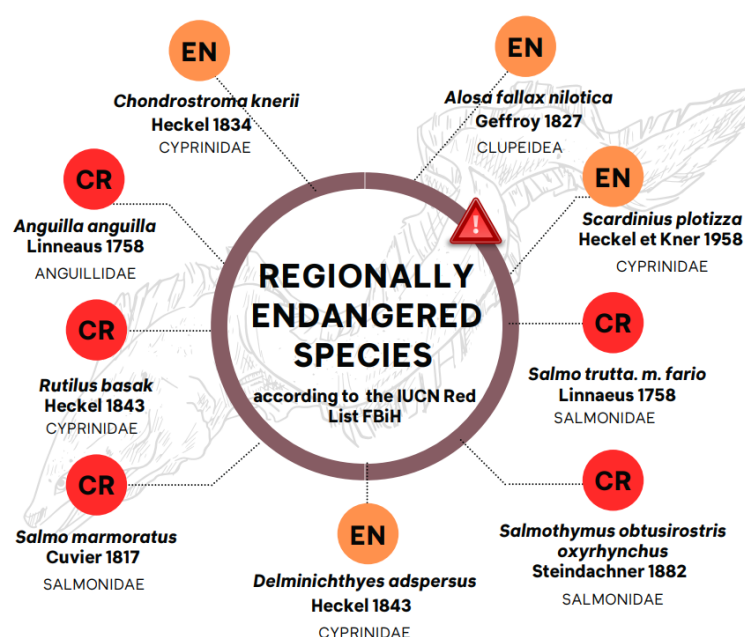 EN
Chondrostroma knerii
Heckel 1834
CYPRINIDAE
EN
Alosa fallax nilotica
Geffroy 1827
CLUPEIDEA
CR
Anguilla anguilla
Linneaus 1758
ANGUILLIDAE
EN
Scardinius plotizza
Heckel et Kner 1958
CYPRINIDAE
REGIONALLY
ENDANGERED
SPECIES
according to the IUCN Red
List FBiH
CR
Rutilus basak
Heckel 1843
CYPRINIDAE
CR
Salmo trutta. m. fario
Linnaeus 1758
SALMONIDAE
CR
Salmo marmoratus
Cuvier 1817
SALMONIDAE
EN
Delminichthyes adspersus
Heckel 1843
CYPRINIDAE
CR
Salmothymus obtusirostris
oxyrhynchus
Steindachner 1882
SALMONIDAE